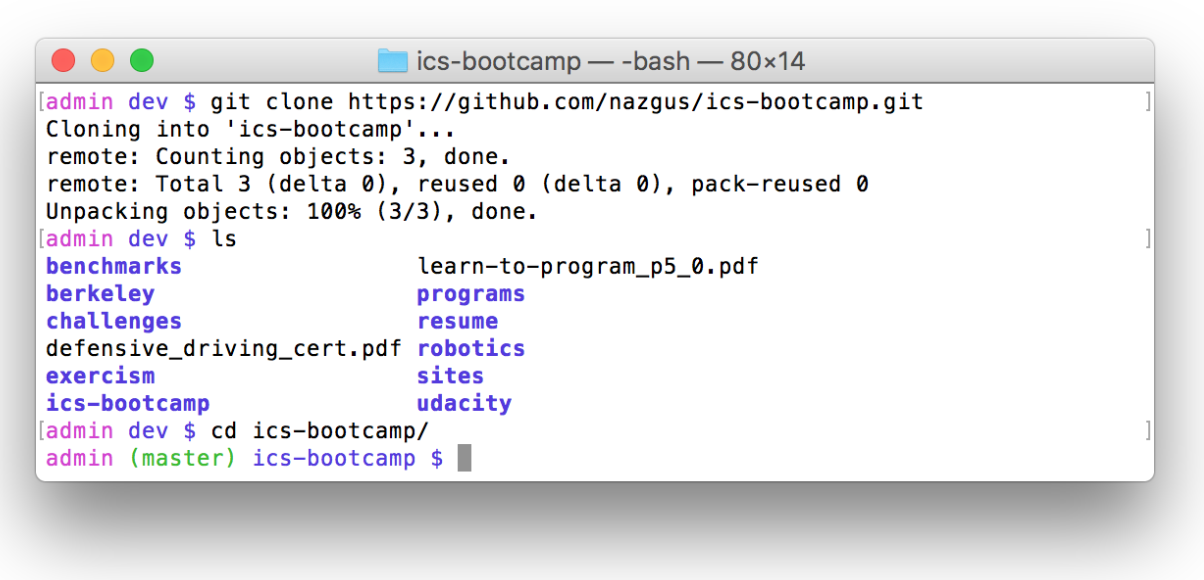 ics-bootcamp — -bash — 80×14
[admin dev $ git clone https://github.com/nazgus/ics-bootcamp.git ]
Cloning into 'ics-bootcamp'...
remote: Counting objects: 3, done.
remote: Total 3 (delta 0), reused 0 (delta 0), pack-reused 0
Unpacking objects: 100% (3/3), done.
[admin dev $ ls ]
benchmarks learn-to-program_p5_0.pdf
berkeley programs
challenges resume
defensive_driving_cert.pdf robotics
exercism sites
ics-bootcamp udacity
[admin dev $ cd ics-bootcamp/ ]
admin (master) ics-bootcamp $